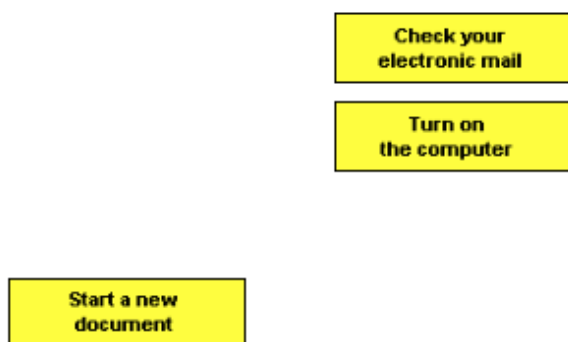 Check your
electronic mail
Turn on
the computer
Start a new
document